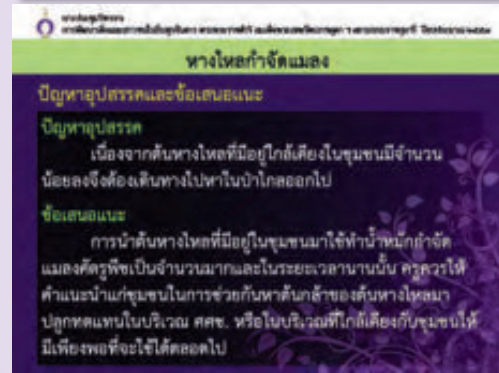 การประชุมวิชาการ
หางไหลกำจัดแมลง
ปัญหาอุปสรรคและข้อเสนอแนะ
ปัญหาอุปสรรค
เนื่องจากต้นหางไหลที่มีอยู่ใกล้เคียงในชุมชนมีจำนวน
น้อยลงจึงต้องเดินทางไปหาในป่าไกลออกไป
ข้อเสนอแนะ
การนำต้นหางไหลที่มีอยู่ในชุมชนมาใช้ทำน้ำหมักกำจัด
แมลงศัตรูพืชเป็นจำนวนมากและในระยะเวลานานนั้น ครูควรให้
คำแนะนำแก่ชุมชนในการช่วยกันหาต้นกล้าของต้นหางไหลมา
ปลูกทดแทนในบริเวณ ศศช. หรือในบริเวณที่ใกล้เคียงกับชุมชนให้
มีเพียงพอที่จะใช้ได้ตลอดไป